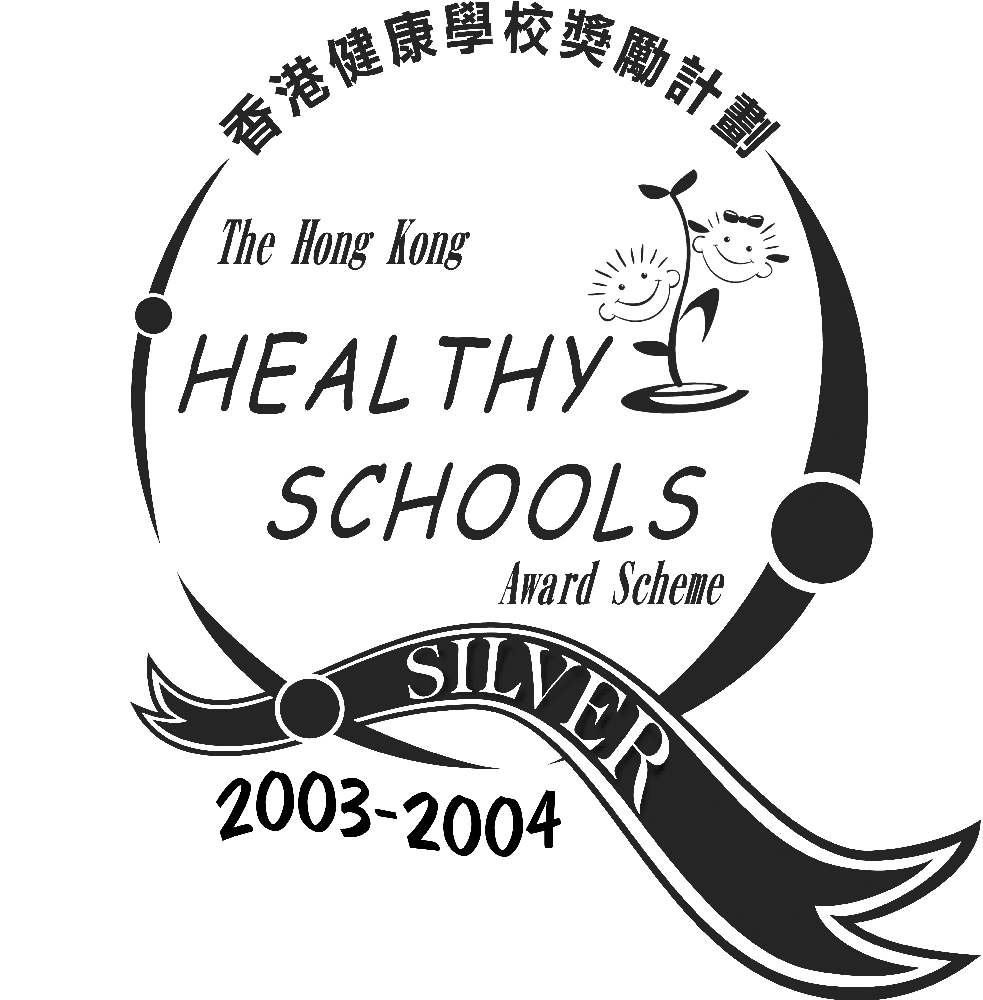 香港健康學校獎勵計劃
The Hong Kong
HEALTHY
SCHOOLS
Award Scheme
SILVER
2003-2004